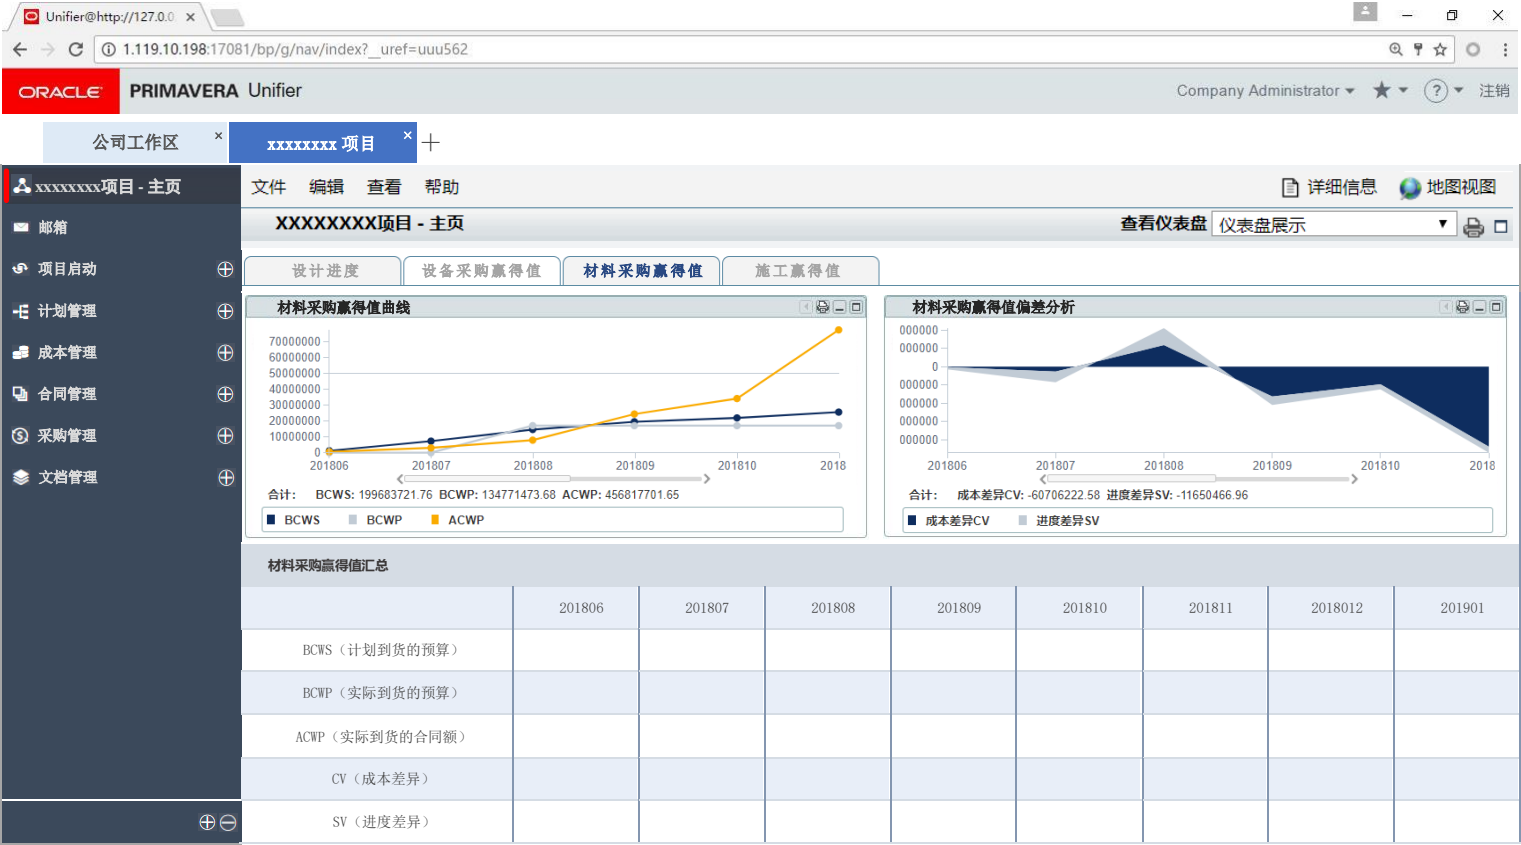 Unifier@http://127.0.0.
1.119.10.198:17081/bp/g/nav/index?__uref=uuu562
ORACLE PRIMAVERA Unifier
Company Administrator
注销
公司工作区
xxxxxxxx 项目
xxxxxxxx项目 - 主页
邮箱
项目启动
计划管理
成本管理
合同管理
采购管理
文档管理
文件 编辑 查看 帮助
详细信息 地图视图
XXXXXXXX项目 - 主页
查看仪表盘 仪表盘展示
设计进度 设备采购赢得值 材料采购赢得值 施工赢得值
材料采购赢得值曲线
70000000
60000000
50000000
40000000
30000000
20000000
10000000
0
201806 201807 201808 201809 201810 2018
合计: BCWS: 199683721.76 BCWP: 134771473.68 ACWP: 456817701.65
BCWS BCWP ACWP
材料采购赢得值偏差分析
000000
000000
0
000000
000000
000000
000000
201806 201807 201808 201809 201810 2018
合计: 成本差异CV: -60706222.58 进度差异SV: -11650466.96
成本差异CV 进度差异SV
材料采购赢得值汇总
201806 201807 201808 201809 201810 201811 2018012 201901
BCWS（计划到货的预算）
BCWP（实际到货的预算）
ACWP（实际到货的合同额）
CV（成本差异）
SV（进度差异）